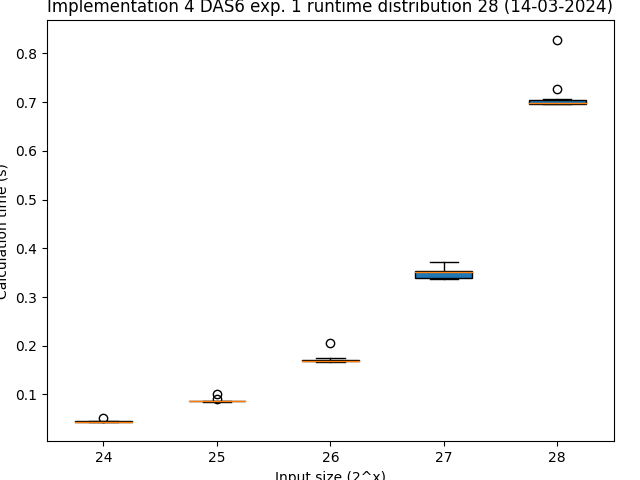 Implementation 4 DAS6 exp. 1 runtime distribution 28 (14-03-2024)
Calculation time (s)
0.8
0.7
0.6
0.5
0.4
0.3
0.2
0.1
24 25 26 27 28
Input size (2^x)